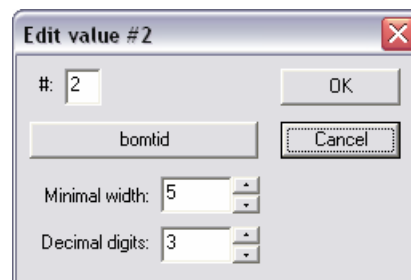 Edit value #2
#: 2
OK
bomtid
Cancel
Minimal width: 5
Decimal digits: 3